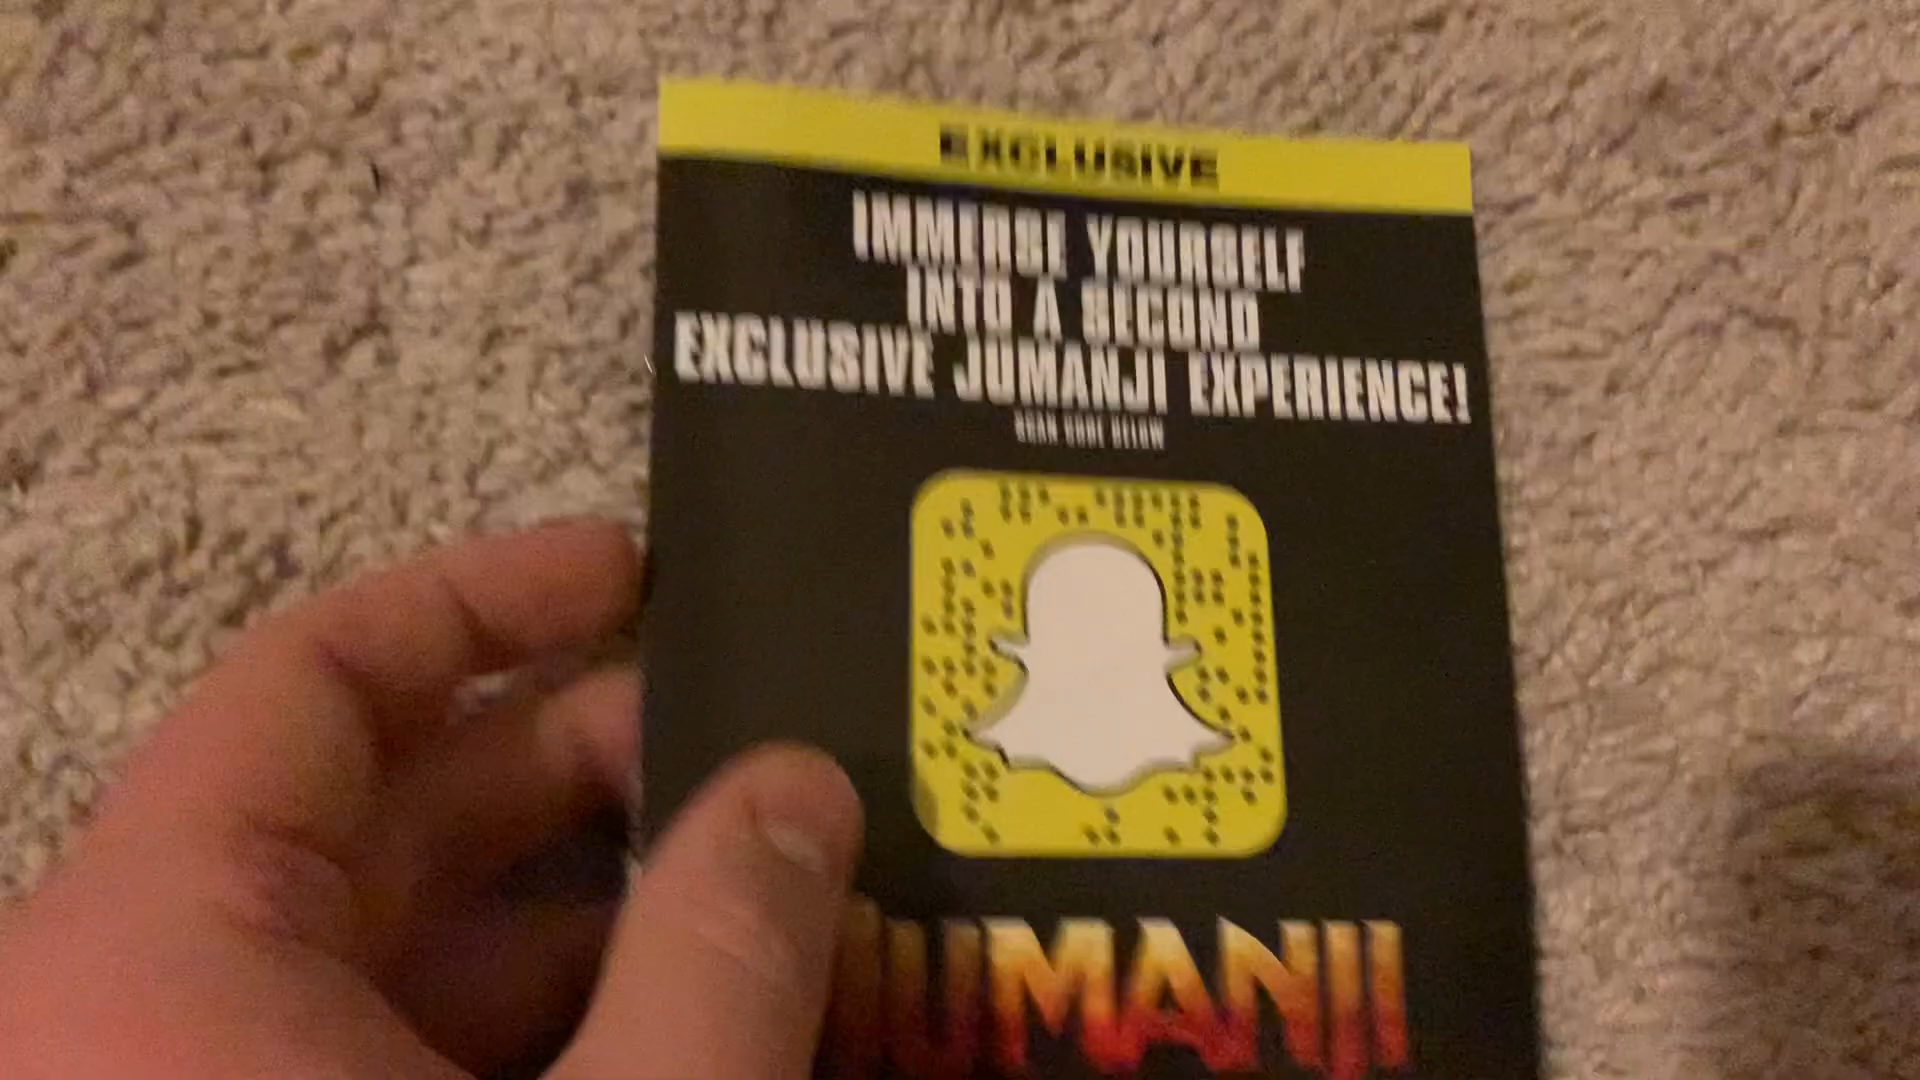 EXCLUSIVE
IMMERSE YOURSELF
INTO A SECOND
EXCLUSIVE JUMANJI EXPERIENCE!
SCAN CODE BELOW
JUMANJI